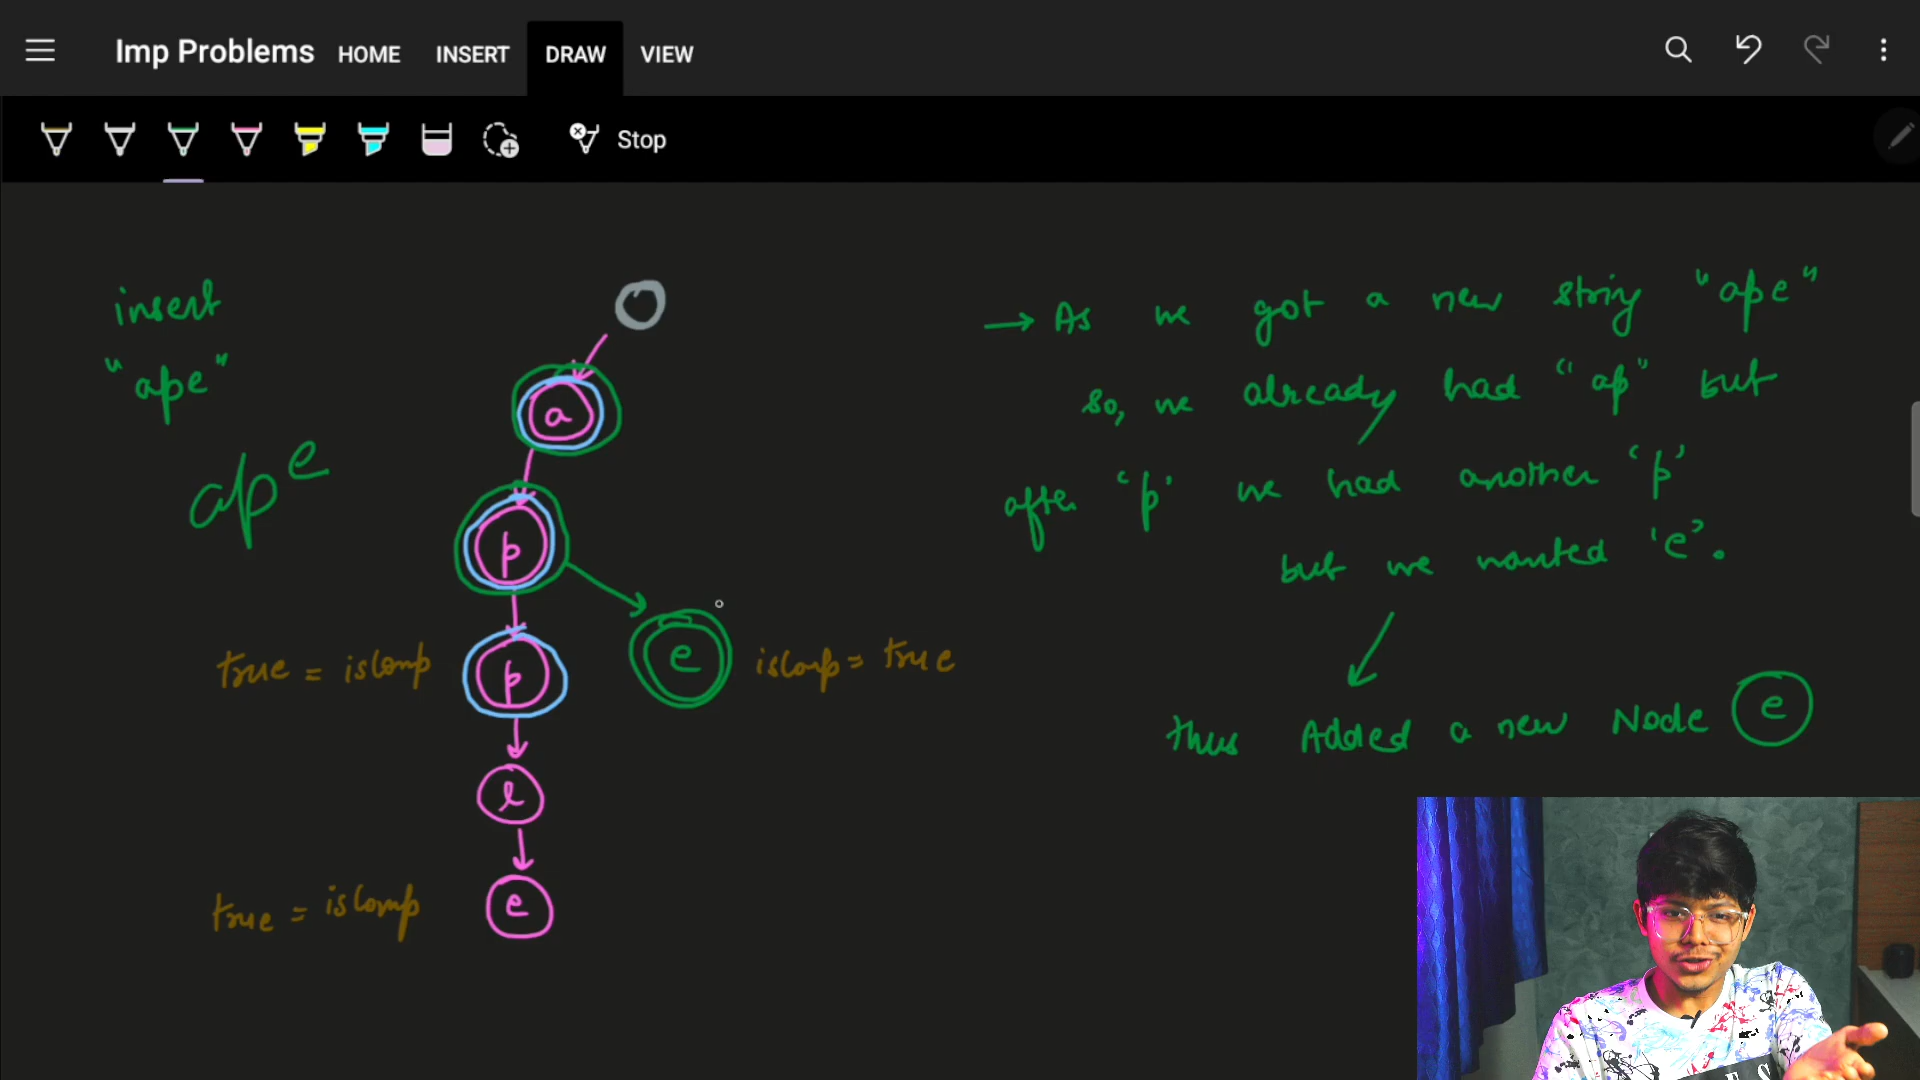 Imp Problems HOME INSERT DRAW VIEW
Stop
insert
"ape"
ape
a
p
p
l
e
e
true = isComp
isComp = true
true = isComp
→ As we got a new string "ape"
so, we already had "ap" but
after 'p' we had another 'p'
but we wanted 'e'.
thus Added a new Node e